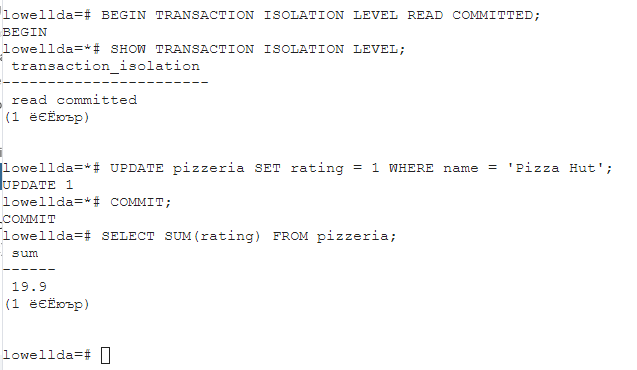 lowellda=# BEGIN TRANSACTION ISOLATION LEVEL READ COMMITTED;
BEGIN
lowellda=*# SHOW TRANSACTION ISOLATION LEVEL;
transaction_isolation
-----------------------
read committed
(1 ёЄЁюър)
lowellda=*# UPDATE pizzeria SET rating = 1 WHERE name = 'Pizza Hut';
UPDATE 1
lowellda=*# COMMIT;
COMMIT
lowellda=# SELECT SUM(rating) FROM pizzeria;
sum
------
19.9
(1 ёЄЁюър)
lowellda=#